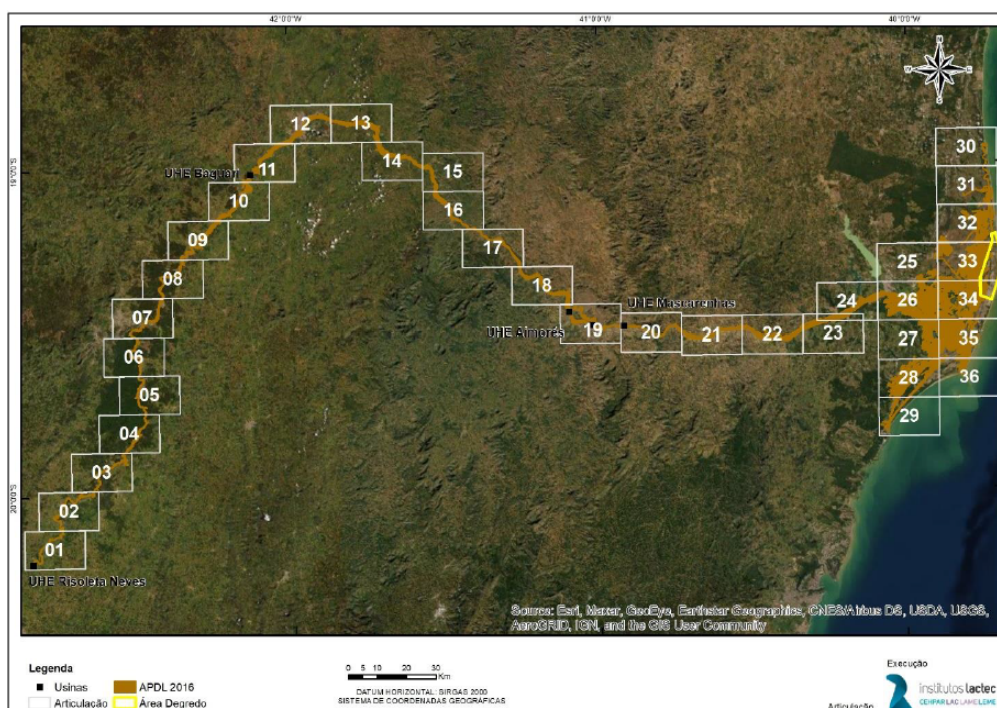 42°0'0"W
41°0'0"W
40°0'0"W
N
19°0'0"S
20°0'0"S
12
13
14
15
11
UHE Baguari
10
16
09
17
08
18
07
UHE Mascarenhas
UHE Aimorés
19
20
21
22
23
24
06
05
04
03
02
01
UHE Risoleta Neves
30
31
32
25
33
26
34
27
35
28
36
29
Source: Esri, Maxar, GeoEye, Earthstar Geographics, CNES/Airbus DS, USDA, USGS,
AeroGRID, IGN, and the GIS User Community
Legenda
Usinas
APDL 2016
Articulação
Área Degredo
0 5 10 20 30
Km
DATUM HORIZONTAL: SIRGAS 2000
SISTEMA DE COORDENADAS GEOGRÁFICAS
Execução
institutos lactec
CEHPAR LAC LAME LEME
Articulação